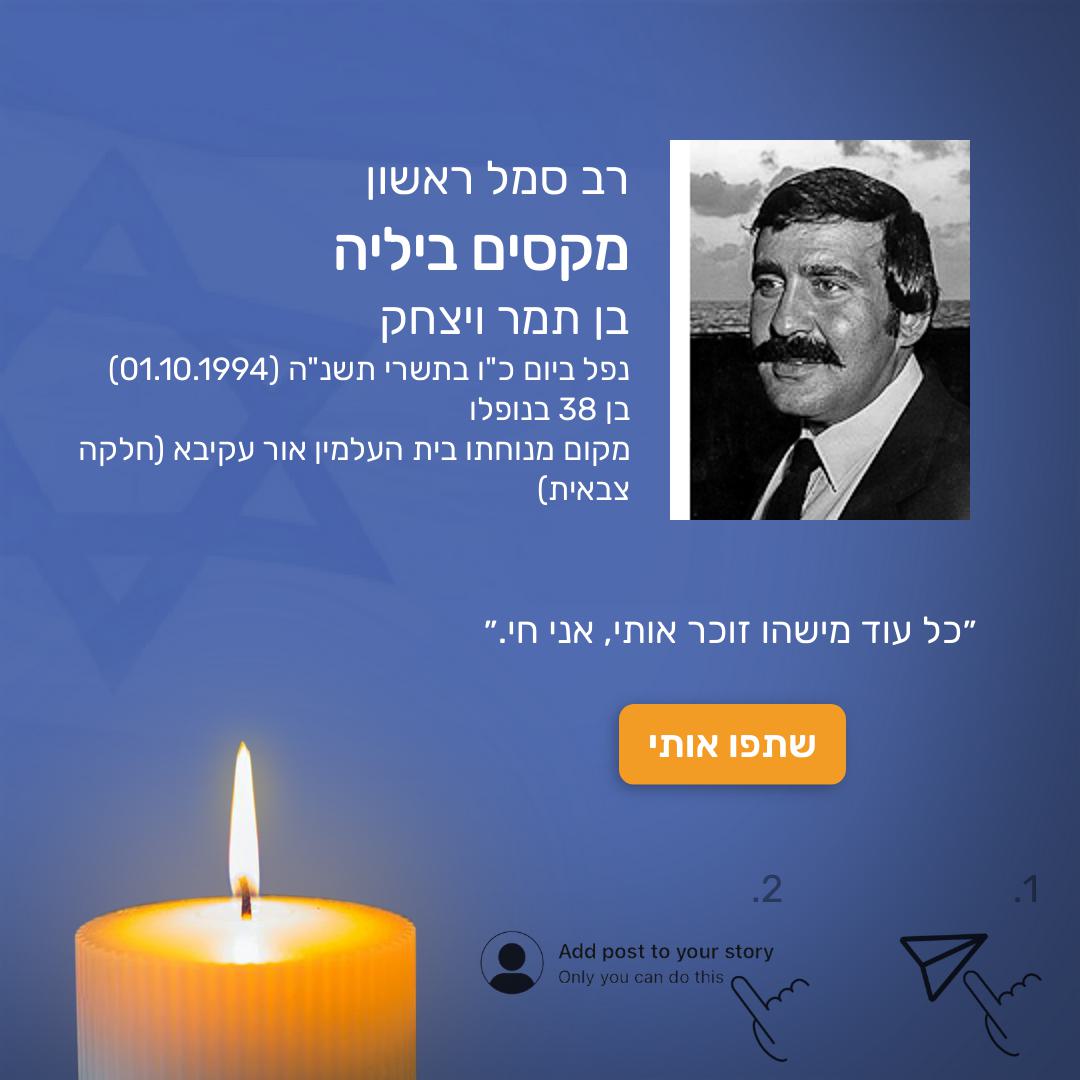 רב סמל ראשון
מקסים ביליה
בן תמר ויצחק
נפל ביום כ"ו בתשרי תשנ"ה (01.10.1994)
בן 38 בנופלו
מקום מנוחתו בית העלמין אור עקיבא (חלקה
צבאית)
״כל עוד מישהו זוכר אותי, אני חי.״
שתפו אותי
1.
2.
Add post to your story
Only you can do this